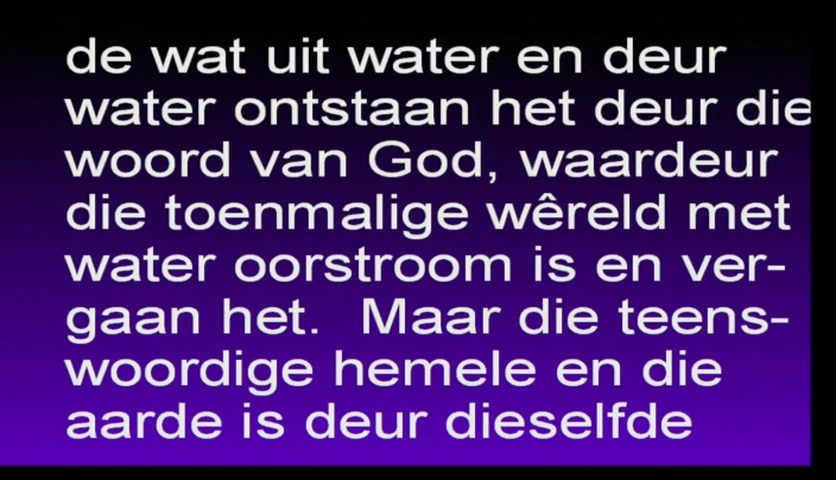 de wat uit water en deur
water ontstaan het deur die
woord van God, waardeur
die toenmalige wêreld met
water oorstroom is en ver-
gaan het.  Maar die teens-
woordige hemele en die
aarde is deur dieselfde